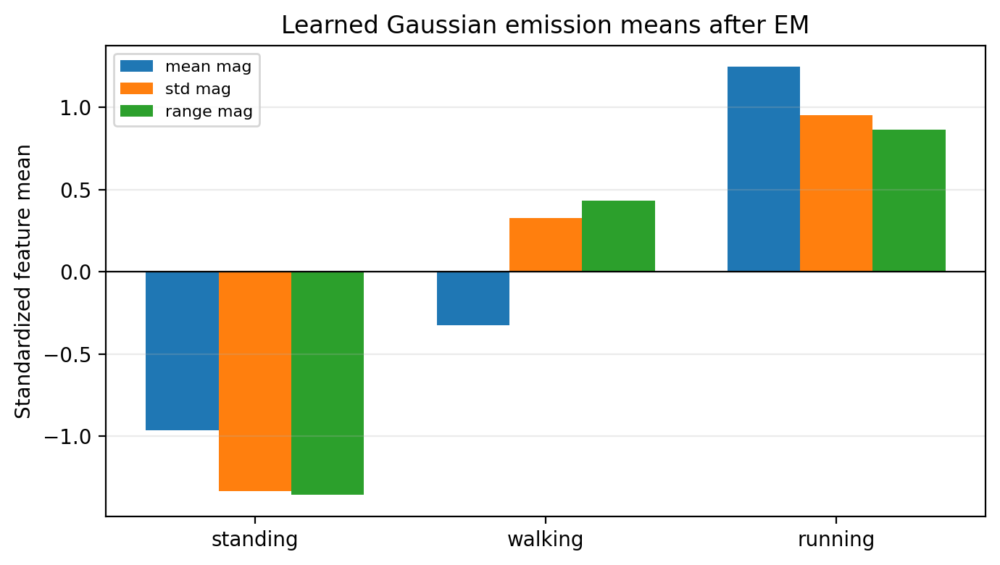 Learned Gaussian emission means after EM
mean mag
std mag
range mag
Standardized feature mean
1.0
0.5
0.0
−0.5
−1.0
standing
walking
running